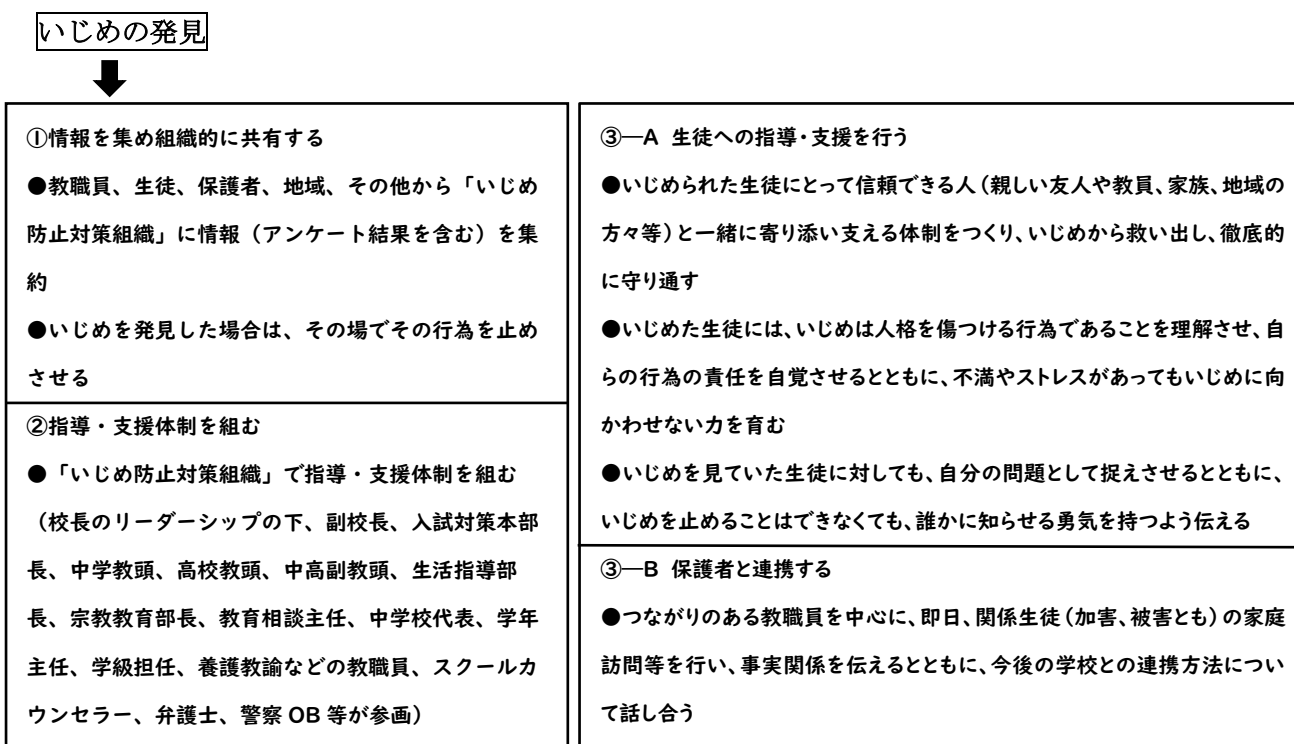 いじめの発見
①情報を集め組織的に共有する
●教職員、生徒、保護者、地域、その他から「いじめ
防止対策組織」に情報（アンケート結果を含む）を集
約
●いじめを発見した場合は、その場でその行為を止め
させる
②指導・支援体制を組む
●「いじめ防止対策組織」で指導・支援体制を組む
（校長のリーダーシップの下、副校長、入試対策本部
長、中学教頭、高校教頭、中高副教頭、生活指導部
長、宗教教育部長、教育相談主任、中学校代表、学年
主任、学級担任、養護教諭などの教職員、スクールカ
ウンセラー、弁護士、警察 OB 等が参画）
③―A 生徒への指導・支援を行う
●いじめられた生徒にとって信頼できる人（親しい友人や教員、家族、地域の
方々等）と一緒に寄り添い支える体制をつくり、いじめから救い出し、徹底的
に守り通す
●いじめた生徒には、いじめは人格を傷つける行為であることを理解させ、自
らの行為の責任を自覚させるとともに、不満やストレスがあってもいじめに向
かわせない力を育む
●いじめを見ていた生徒に対しても、自分の問題として捉えさせるとともに、
いじめを止めることはできなくても、誰かに知らせる勇気を持つよう伝える
③―B 保護者と連携する
●つながりのある教職員を中心に、即日、関係生徒（加害、被害とも）の家庭
訪問等を行い、事実関係を伝えるとともに、今後の学校との連携方法につい
て話し合う